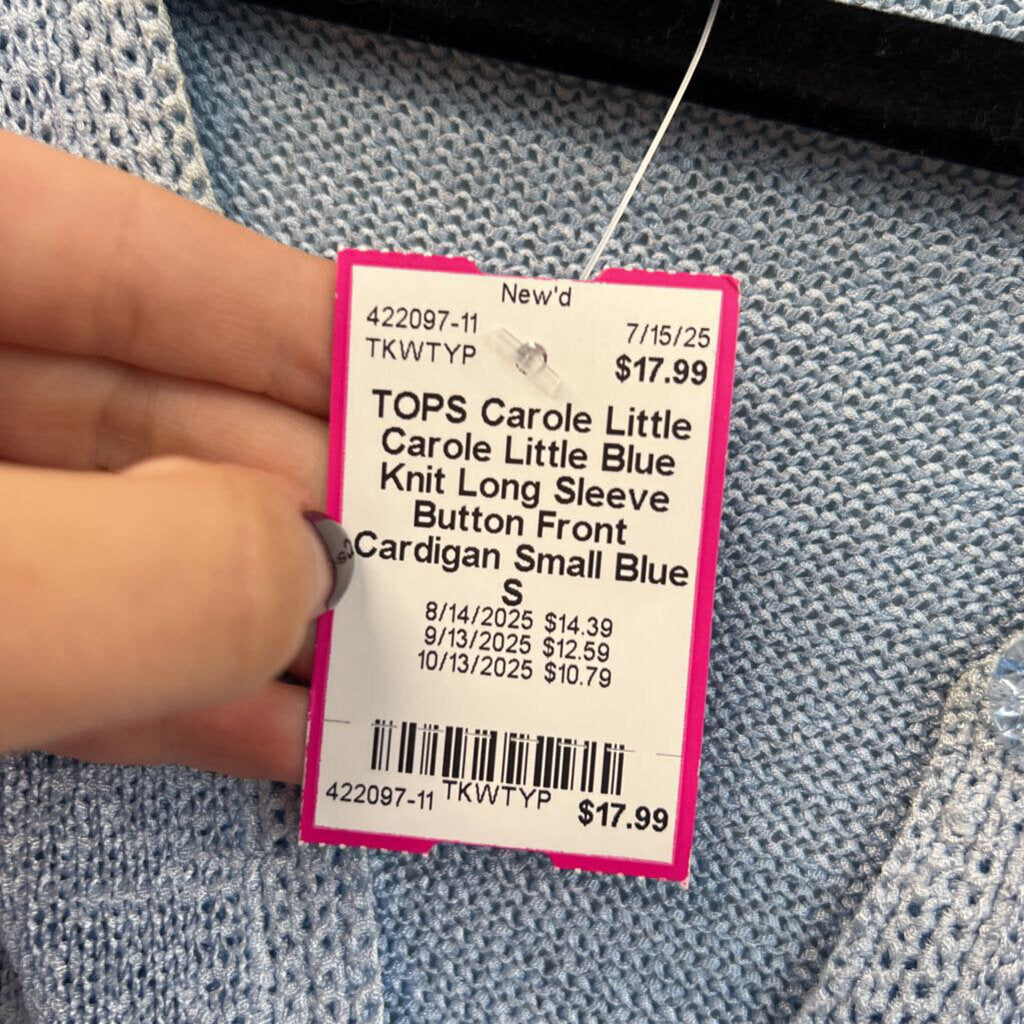 New'd
422097-11
7/15/25
TKWTYP
$17.99
TOPS Carole Little
Carole Little Blue
Knit Long Sleeve
Button Front
Cardigan Small Blue
S
8/14/2025 $14.39
9/13/2025 $12.59
10/13/2025 $10.79
422097-11 TKWTYP $17.99